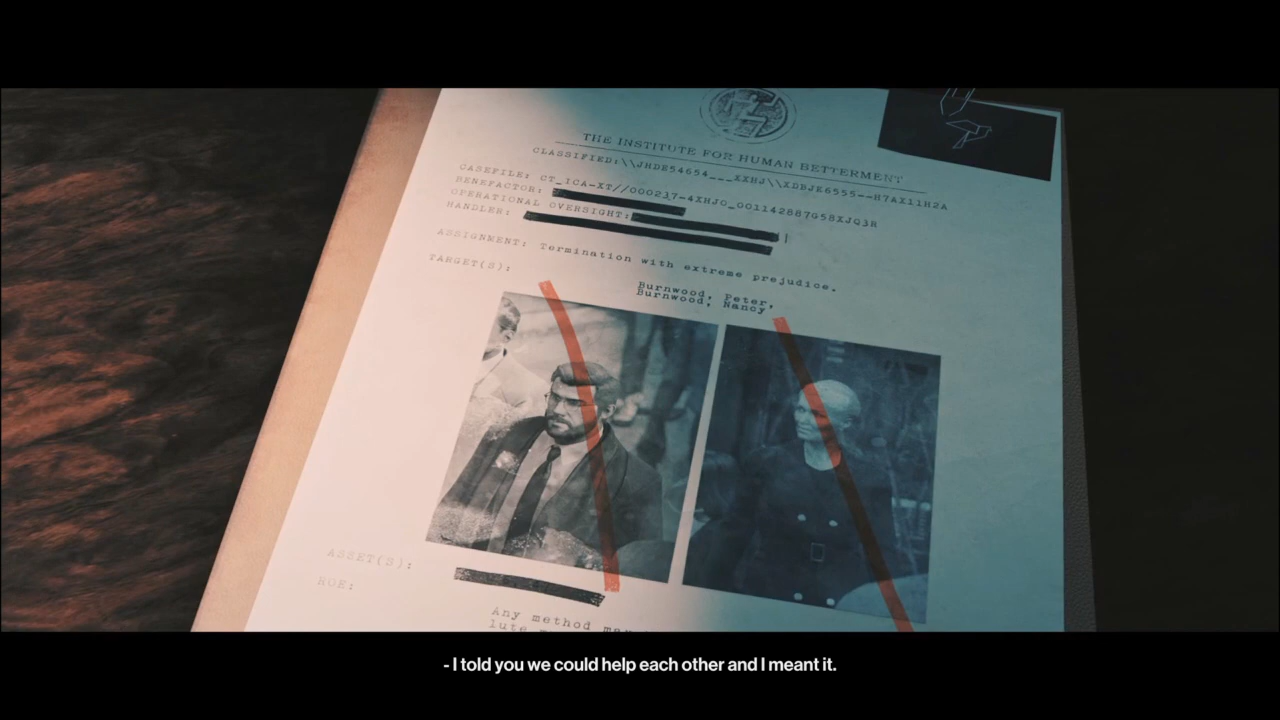 THE INSTITUTE FOR HUMAN BETTERMENT
CLASSIFIED:\\JHDE54654___XXHJ\\XDBJK6555--H7AX11H2A
CASEFILE: CT_ICA-XT//000237-4XHJO_001142887G58XJQ3R
BENEFACTOR:
OPERATIONAL OVERSIGHT:
HANDLER:
ASSIGNMENT: Termination with extreme prejudice.
TARGET(S):
Burnwood, Peter,
Burnwood, Nancy
ASSET(S):
ROE:
Any method
- I told you we could help each other and I meant it.